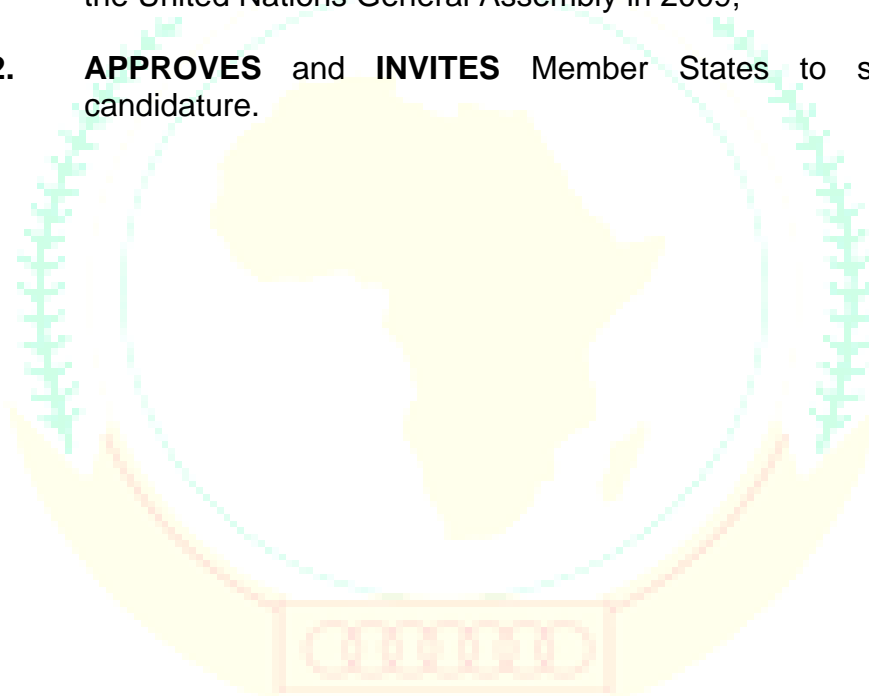 the United Nations General Assembly in 2009;
2. APPROVES and INVITES Member States to
candidature.